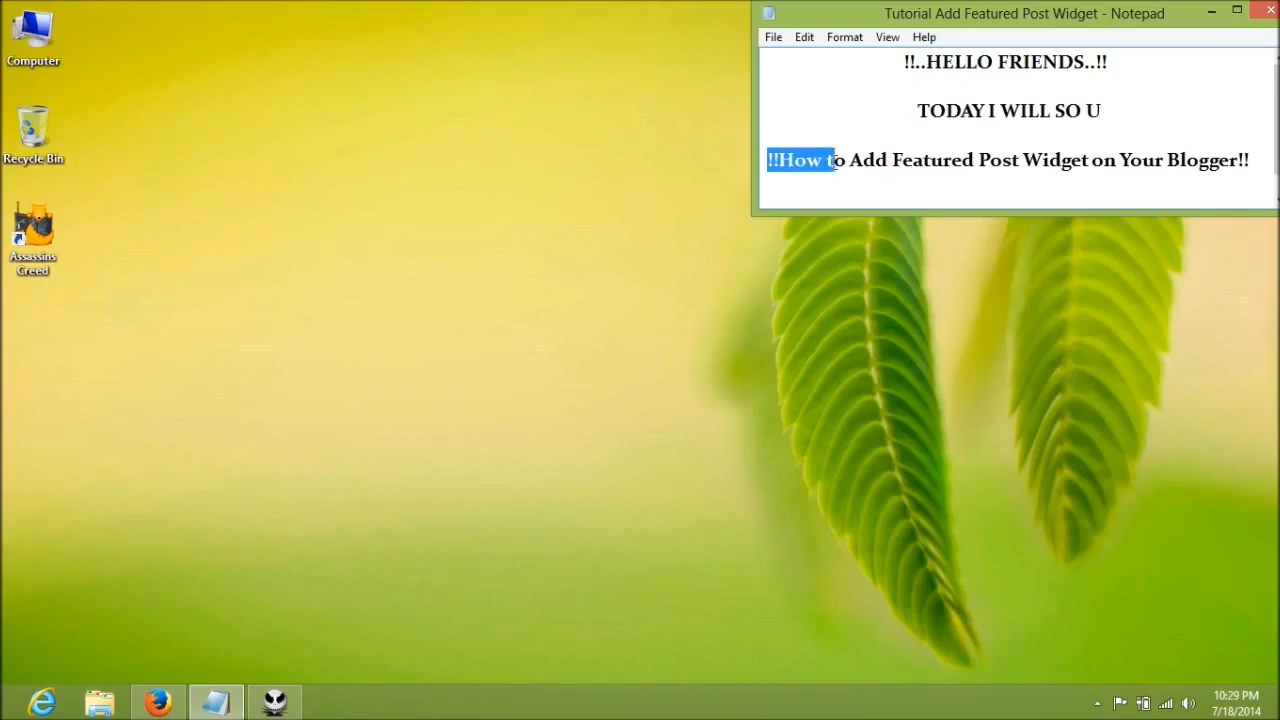 Tutorial Add Featured Post Widget - Notepad
File Edit Format View Help
!!..HELLO FRIENDS..!!
TODAY I WILL SO U
!!How to Add Featured Post Widget on Your Blogger!!
Computer
Recycle Bin
Assassins
Creed
10:29 PM
7/18/2014